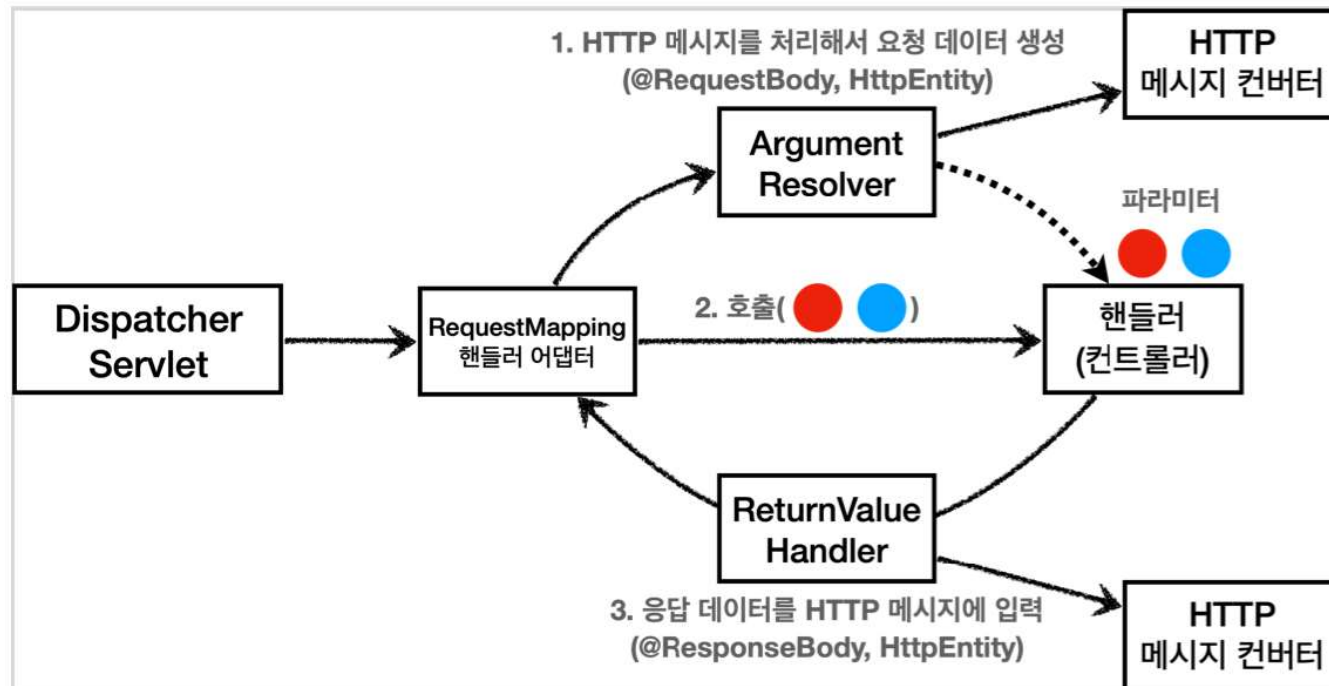 1. HTTP 메시지를 처리해서 요청 데이터 생성
(@RequestBody, HttpEntity)
HTTP
메시지 컨버터
Argument
Resolver
파라미터
Dispatcher
Servlet
RequestMapping
핸들러 어댑터
2. 호출( )
핸들러
(컨트롤러)
ReturnValue
Handler
3. 응답 데이터를 HTTP 메시지에 입력
(@ResponseBody, HttpEntity)
HTTP
메시지 컨버터